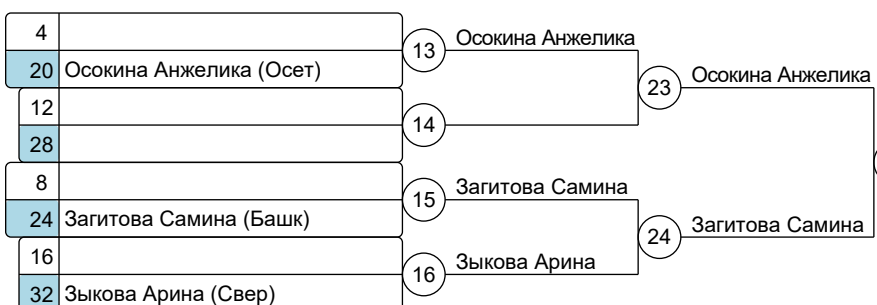 4
20 Осокина Анжелика (Осет)
12
28
8
24 Загитова Самина (Башк)
16
32 Зыкова Арина (Свер)
13 Осокина Анжелика
14
15 Загитова Самина
16 Зыкова Арина
23 Осокина Анжелика
24 Загитова Самина